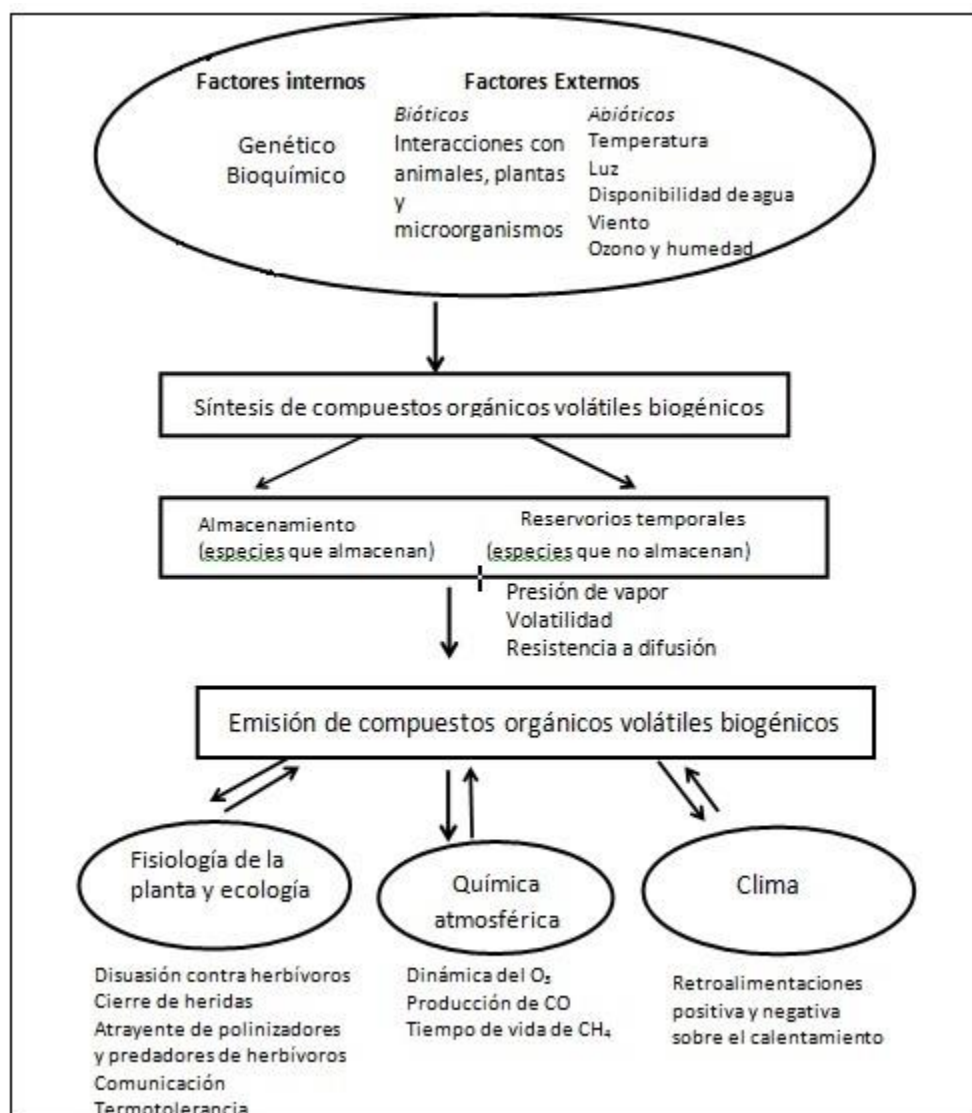 Factores internos
Factores Externos
Genético
Bioquímico
Bióticos
Interacciones con
animales, plantas
y
microorganismos
Abióticos
Temperatura
Luz
Disponibilidad de agua
Viento
Ozono y humedad
Síntesis de compuestos orgánicos volátiles biogénicos
Almacenamiento
(especies que almacenan)
Reservorios temporales
(especies que no almacenan)
Presión de vapor
Volatilidad
Resistencia a difusión
Emisión de compuestos orgánicos volátiles biogénicos
Fisiología de la
planta y ecología
Química
atmosférica
Clima
Disuasión contra herbívoros
Cierre de heridas
Atrayente de polinizadores
y predadores de herbívoros
Comunicación
Termotolerancia
Dinámica del O₃
Producción de CO
Tiempo de vida de CH₄
Retroalimentaciones
positiva y negativa
sobre el calentamiento